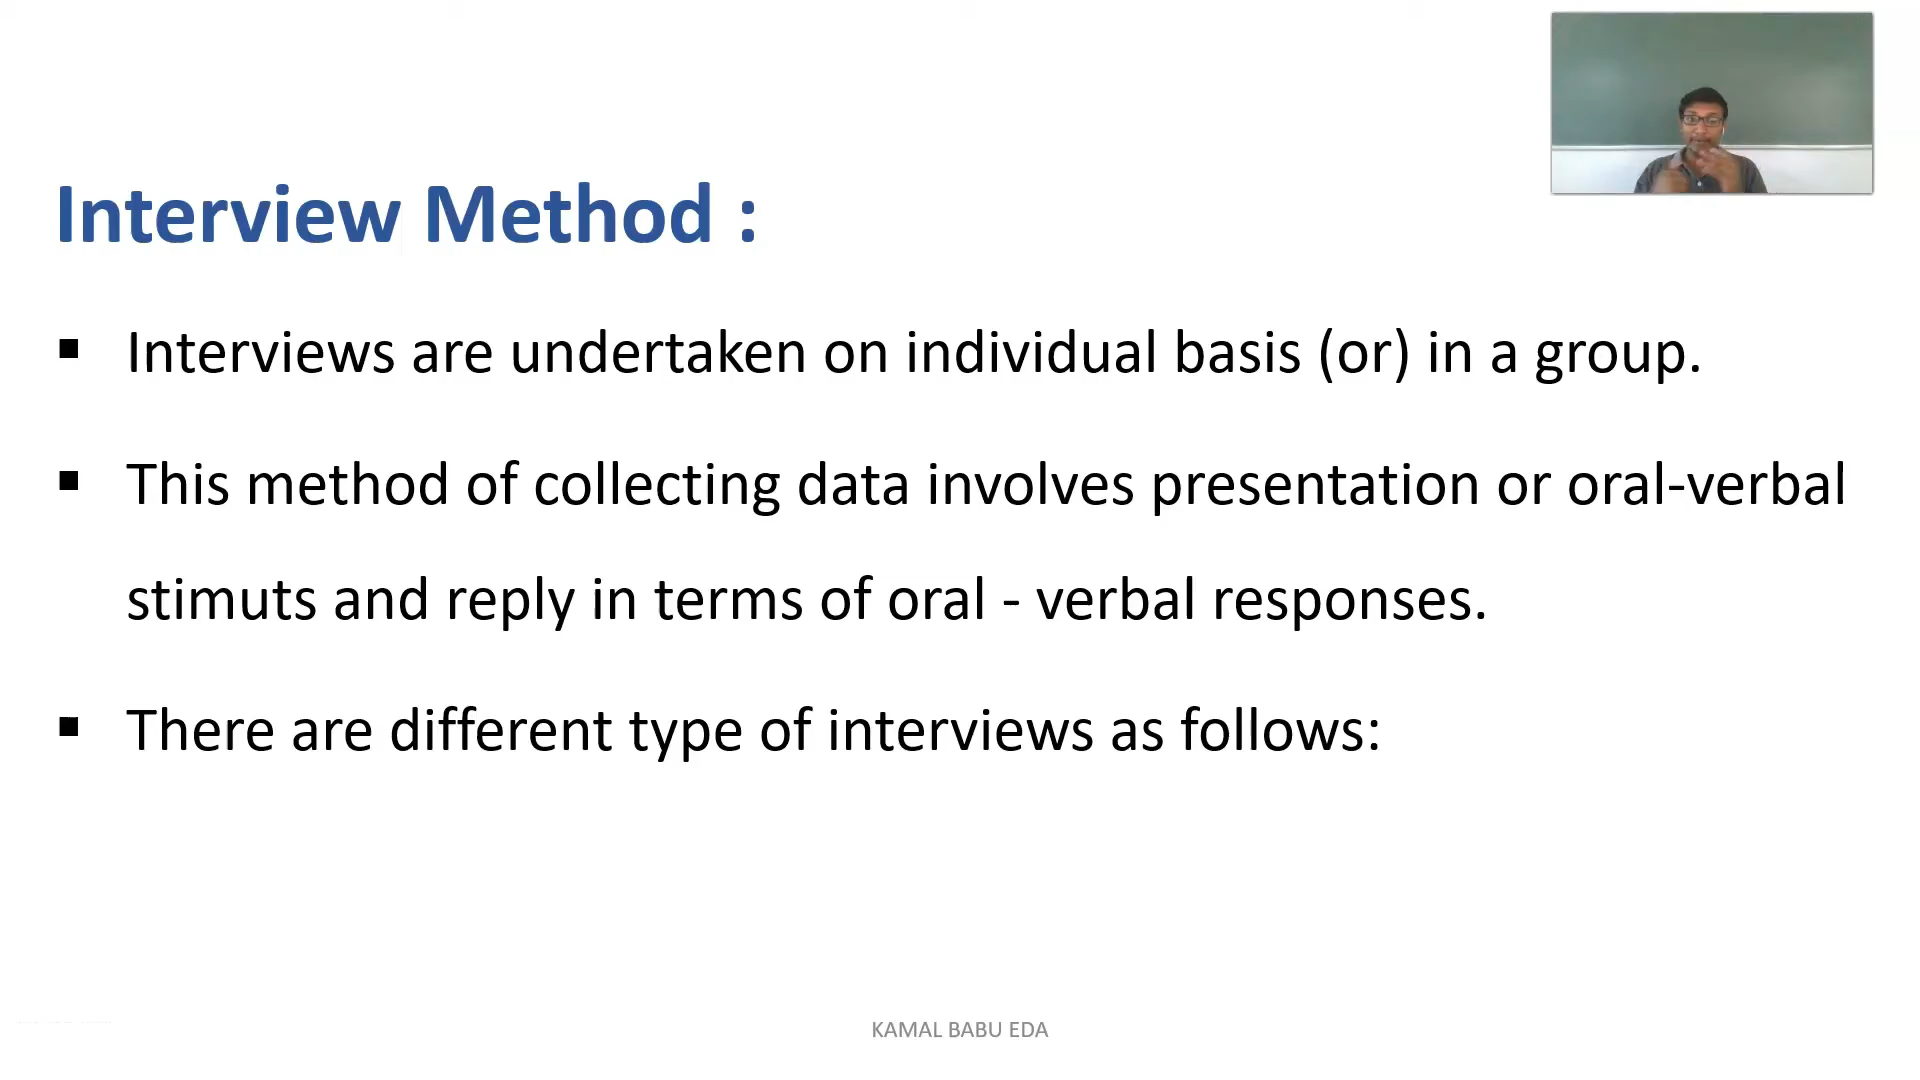 Interview Method :
▪ Interviews are undertaken on individual basis (or) in a group.
▪ This method of collecting data involves presentation or oral-verbal
stimuts and reply in terms of oral - verbal responses.
▪ There are different type of interviews as follows:
KAMAL BABU EDA